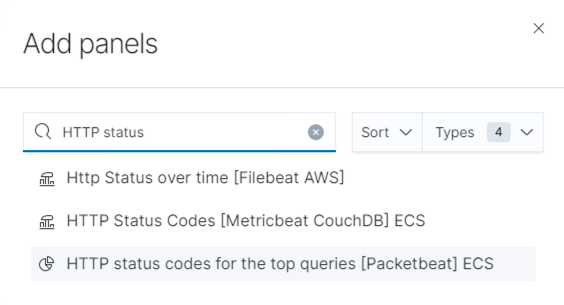 Add panels
HTTP status
Sort
Types 4
Http Status over time [Filebeat AWS]
HTTP Status Codes [Metricbeat CouchDB] ECS
HTTP status codes for the top queries [Packetbeat] ECS